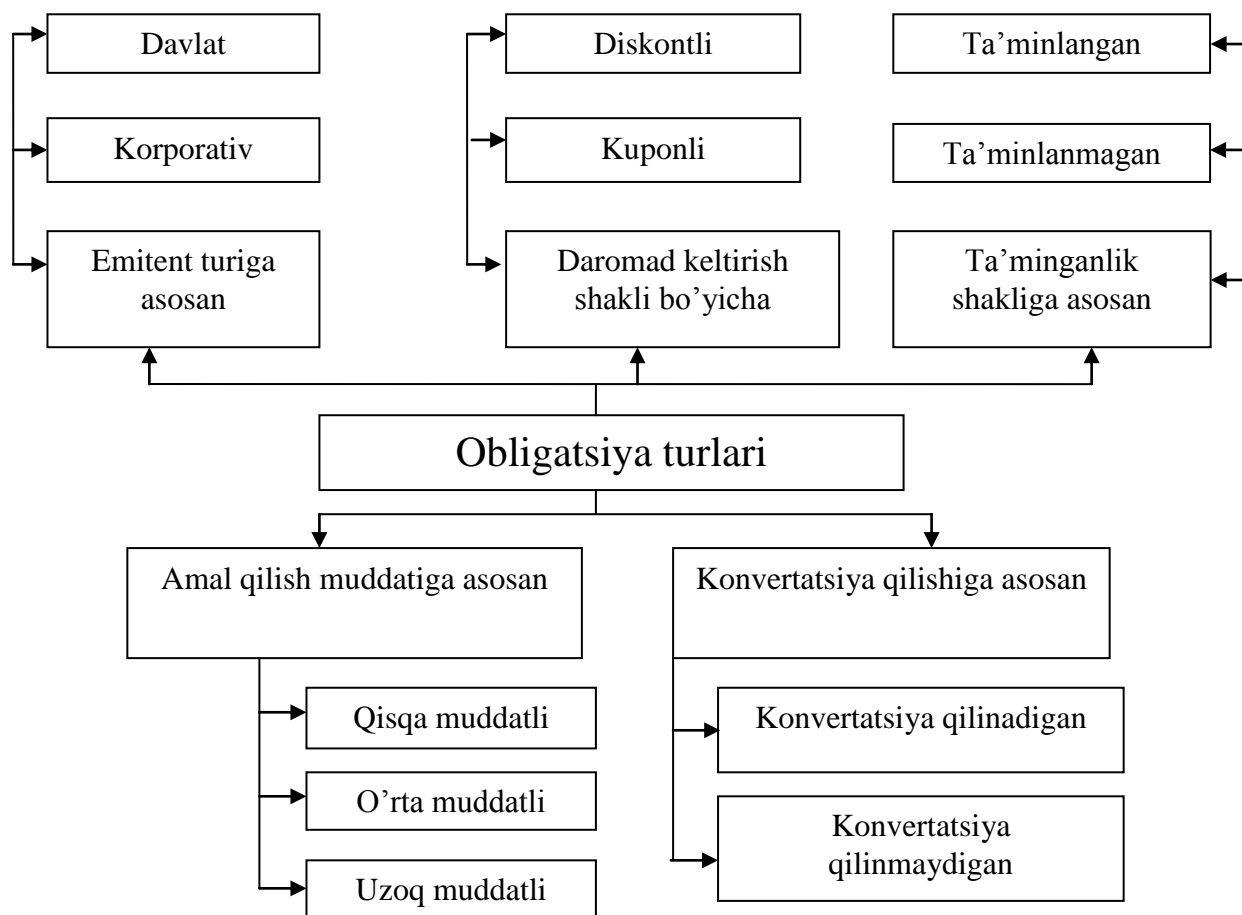 Davlat
Diskontli
Ta’minlangan
Korporativ
Kuponli
Ta’minlanmagan
Emitent turiga
asosan
Daromad keltirish
shakli bo’yicha
Ta’minganlik
shakliga asosan
Obligatsiya turlari
Amal qilish muddatiga asosan
Konvertatsiya qilishiga asosan
Qisqa muddatli
Konvertatsiya qilinadigan
O’rta muddatli
Konvertatsiya
qilinmaydigan
Uzoq muddatli